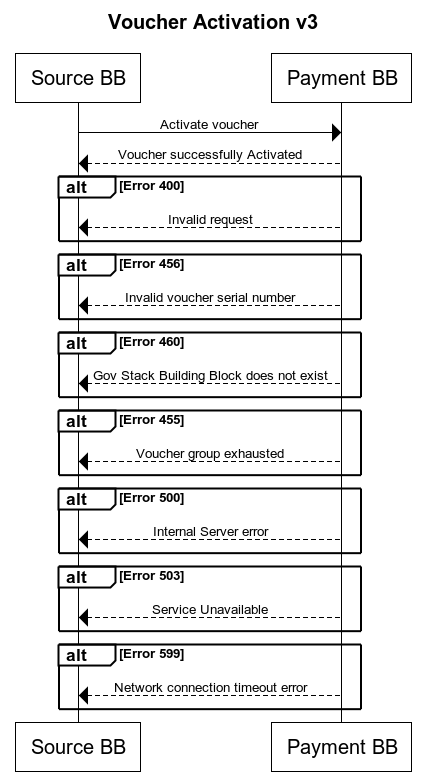 Voucher Activation v3
Source BB
Payment BB
Activate voucher
Voucher successfully Activated
alt [Error 400]
Invalid request
alt [Error 456]
Invalid voucher serial number
alt [Error 460]
Gov Stack Building Block does not exist
alt [Error 455]
Voucher group exhausted
alt [Error 500]
Internal Server error
alt [Error 503]
Service Unavailable
alt [Error 599]
Network connection timeout error
Source BB
Payment BB